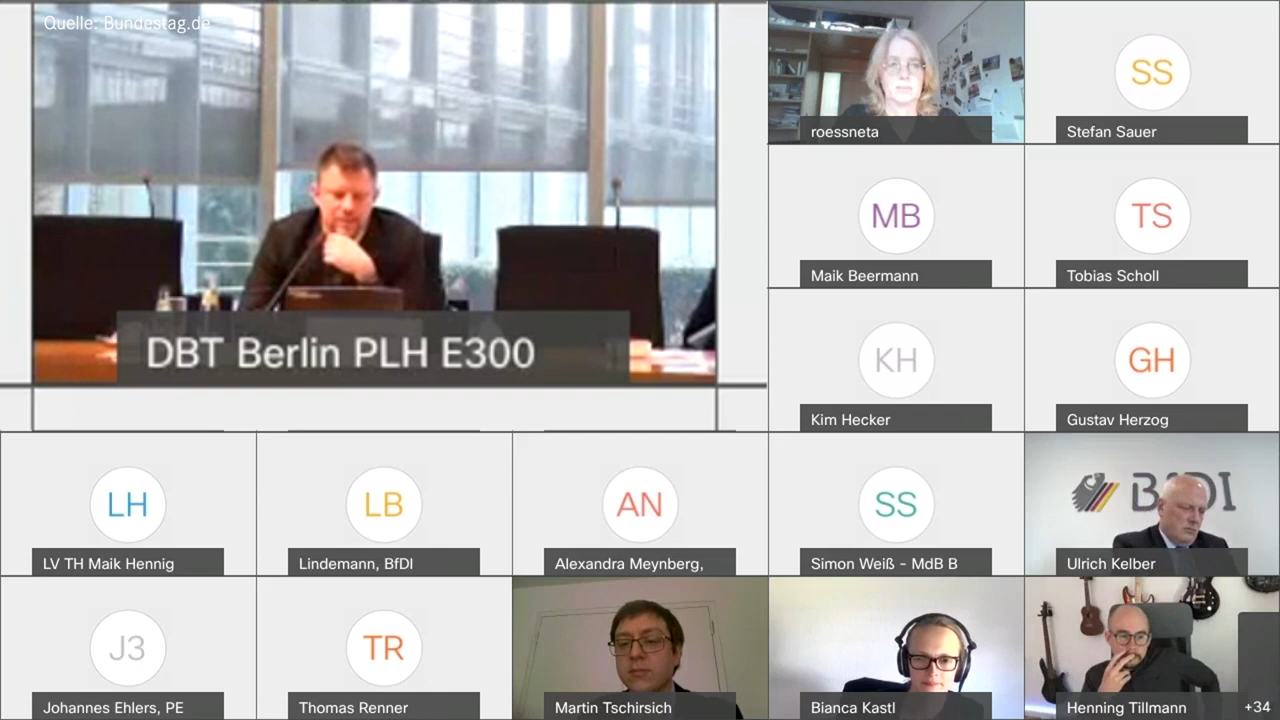 Quelle: Bundestag.de
DBT Berlin PLH E300
roessneta
SS
Stefan Sauer
MB
Maik Beermann
TS
Tobias Scholl
KH
Kim Hecker
GH
Gustav Herzog
LH
LV TH Maik Hennig
LB
Lindemann, BfDI
AN
Alexandra Meynberg,
SS
Simon Weiß - MdB B
BfDI
Ulrich Kelber
J3
Johannes Ehlers, PE
TR
Thomas Renner
Martin Tschirsich
Bianca Kastl
Henning Tillmann
+34